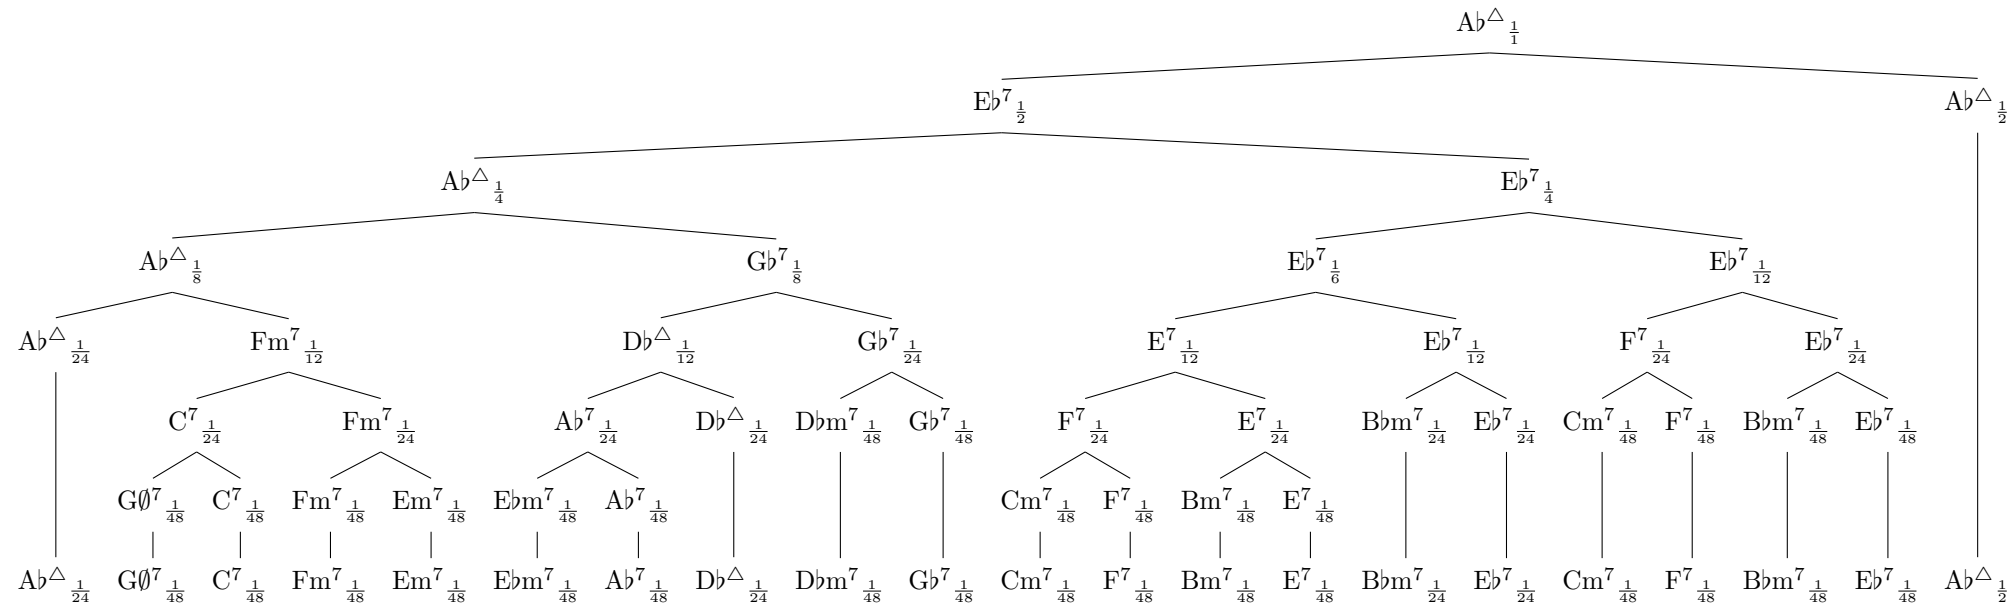 A♭△ 1/1
E♭7 1/2 A♭△ 1/2
A♭△ 1/4 E♭7 1/4
A♭△ 1/8 G♭7 1/8 E♭7 1/6 E♭7 1/12
A♭△ 1/24 Fm7 1/12 D♭△ 1/12 G♭7 1/24 E7 1/12 E♭7 1/12 F7 1/24 E♭7 1/24
C7 1/24 Fm7 1/24 A♭7 1/24 D♭△ 1/24 D♭m7 1/48 G♭7 1/48 F7 1/24 E7 1/24 B♭m7 1/24 E♭7 1/24 Cm7 1/48 F7 1/48 B♭m7 1/48 E♭7 1/48
G∅7 1/48 C7 1/48 Fm7 1/48 Em7 1/48 E♭m7 1/48 A♭7 1/48 Cm7 1/48 F7 1/48 Bm7 1/48 E7 1/48
A♭△ 1/24 G∅7 1/48 C7 1/48 Fm7 1/48 Em7 1/48 E♭m7 1/48 A♭7 1/48 D♭△ 1/24 D♭m7 1/48 G♭7 1/48 Cm7 1/48 F7 1/48 Bm7 1/48 E7 1/48 B♭m7 1/24 E♭7 1/24 Cm7 1/48 F7 1/48 B♭m7 1/48 E♭7 1/48 A♭△ 1/2